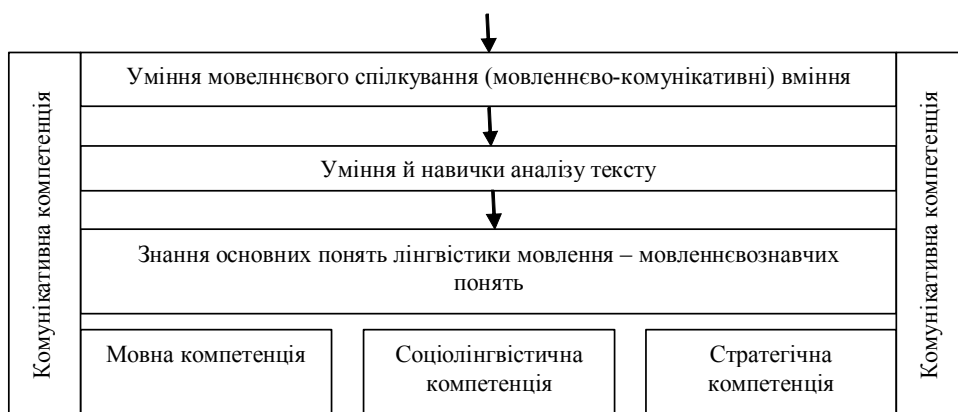 Комунікативна компетенція
Уміння мовелннєвого спілкування (мовленнєво-комунікативні) вміння
Уміння й навички аналізу тексту
Знання основних понять лінгвістики мовлення – мовленнєвознавчих
понять
Мовна компетенція
Соціолінгвістична
компетенція
Стратегічна
компетенція
Комунікативна компетенція